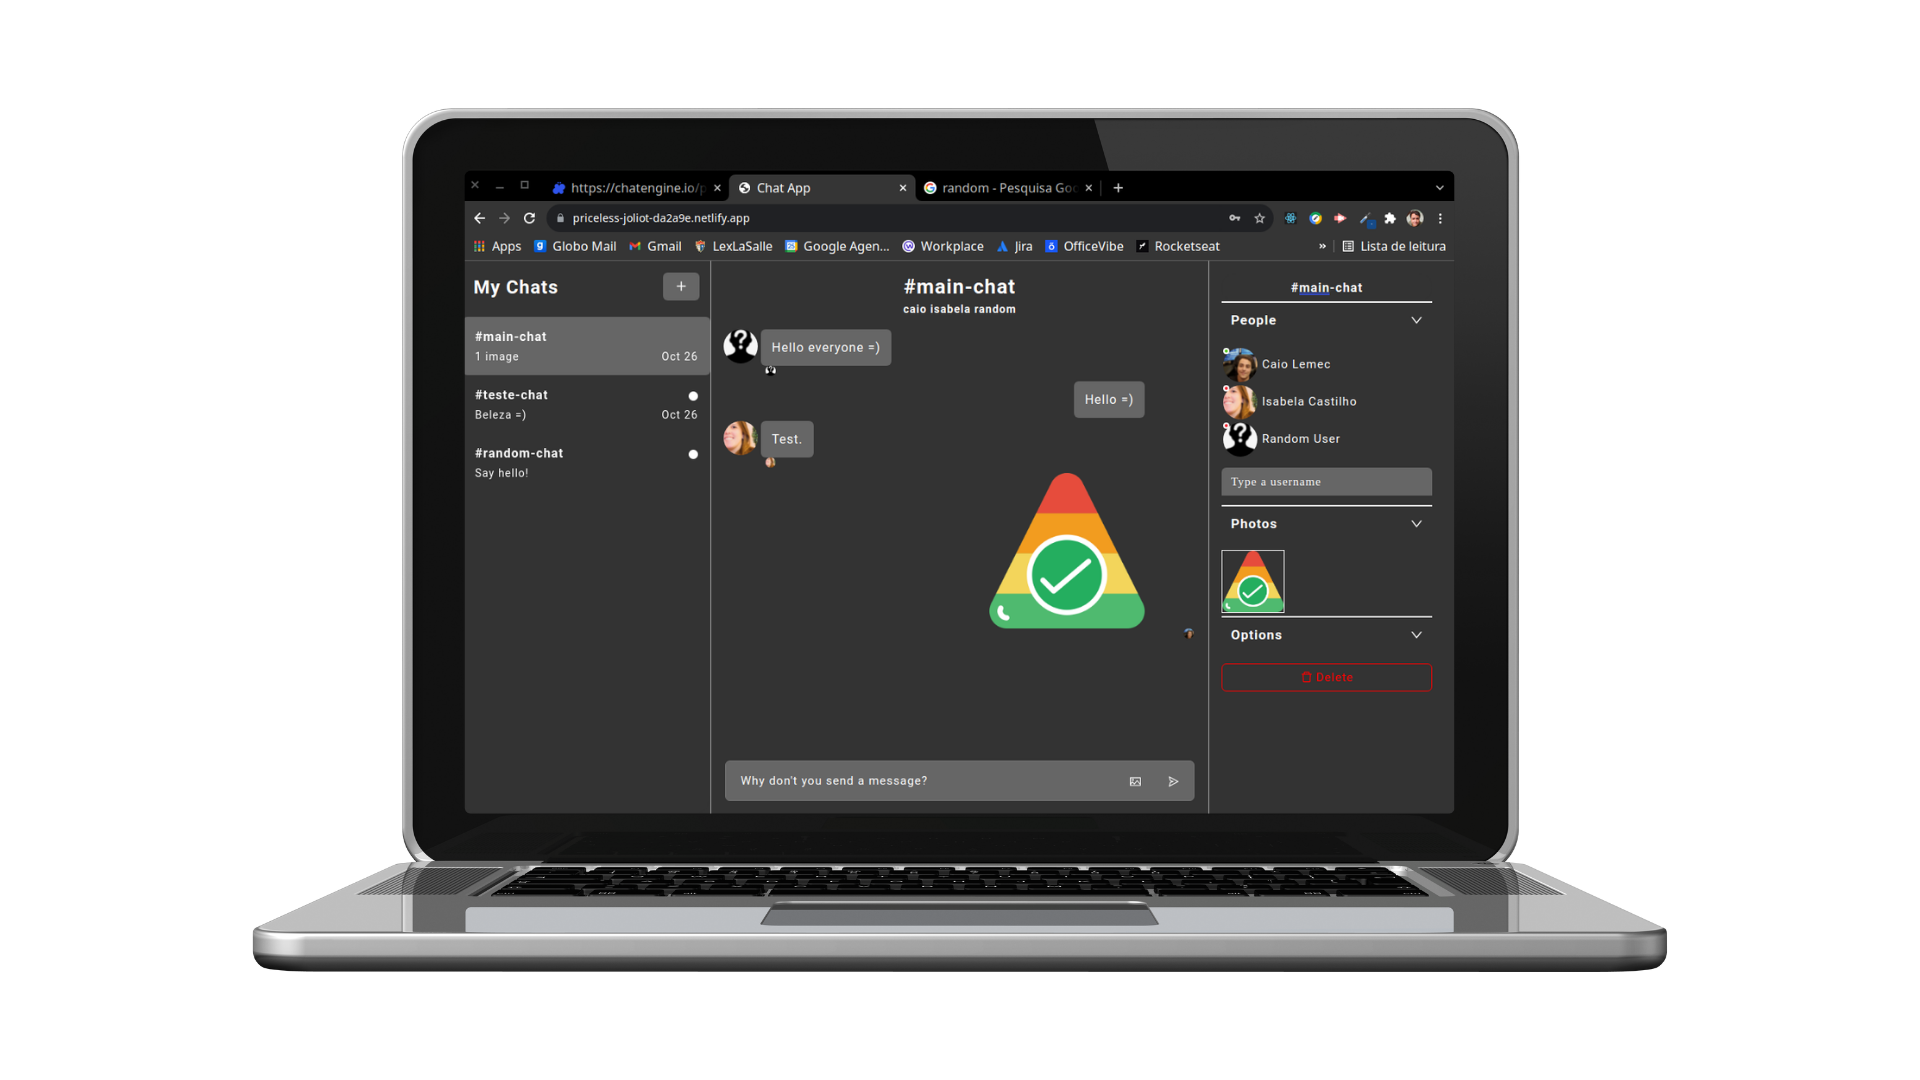 https://chatengine.io/p
Chat App
random - Pesquisa Goo
priceless-joliot-da2a9e.netlify.app
Apps
Globo Mail
Gmail
LexLaSalle
Google Agen...
Workplace
Jira
OfficeVibe
Rocketseat
»
Lista de leitura
My Chats
+
#main-chat
1 image
Oct 26
#teste-chat
Beleza =)
Oct 26
#random-chat
Say hello!
#main-chat
caio isabela random
Hello everyone =)
Hello =)
Test.
Why don't you send a message?
#main-chat
People
Caio Lemec
Isabela Castilho
Random User
Type a username
Photos
Options
Delete